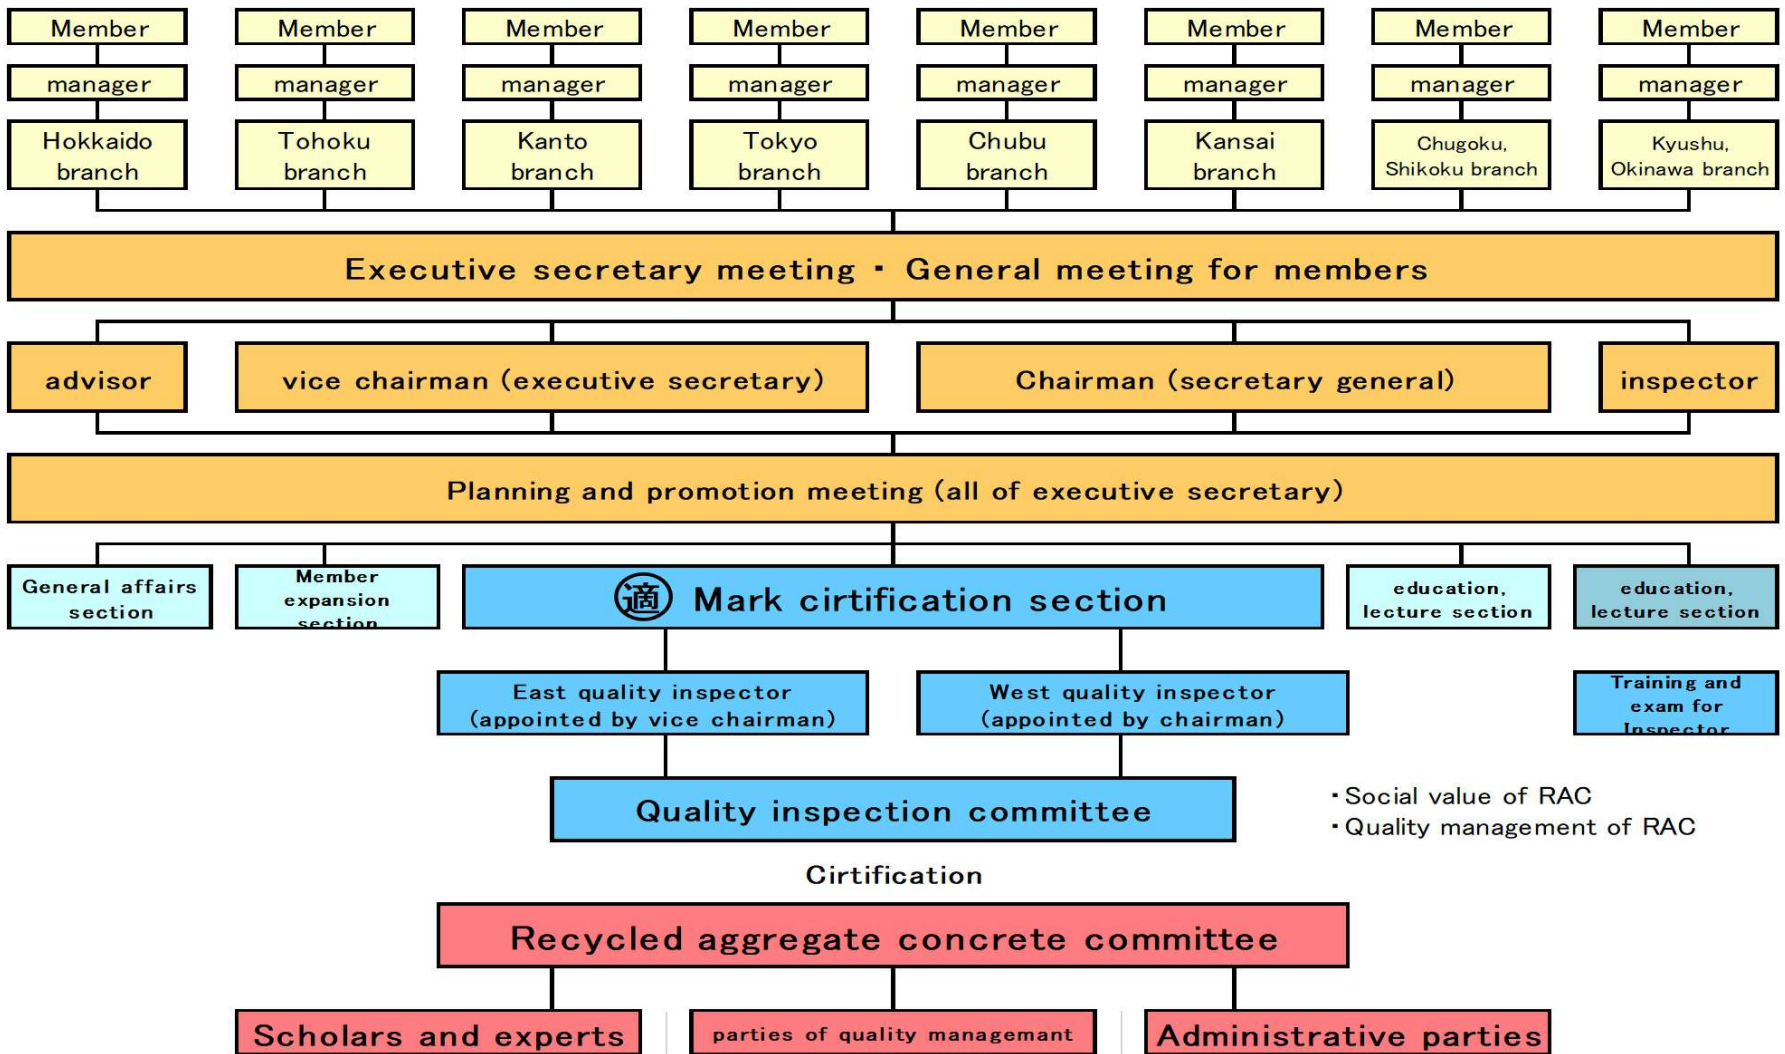 Member
Member
Member
Member
Member
Member
Member
Member
manager
manager
manager
manager
manager
manager
manager
manager
Hokkaido
branch
Tohoku
branch
Kanto
branch
Tokyo
branch
Chubu
branch
Kansai
branch
Chugoku,
Shikoku branch
Kyushu,
Okinawa branch
Executive secretary meeting ・ General meeting for members
advisor
vice chairman (executive secretary)
Chairman (secretary general)
inspector
Planning and promotion meeting (all of executive secretary)
General affairs
section
Member
expansion
section
適 Mark cirtification section
education,
lecture section
education,
lecture section
East quality inspector
(appointed by vice chairman)
West quality inspector
(appointed by chairman)
Training and
exam for
Inspector
Quality inspection committee
・Social value of RAC
・Quality management of RAC
Cirtification
Recycled aggregate concrete committee
Scholars and experts
parties of quality managemant
Administrative parties